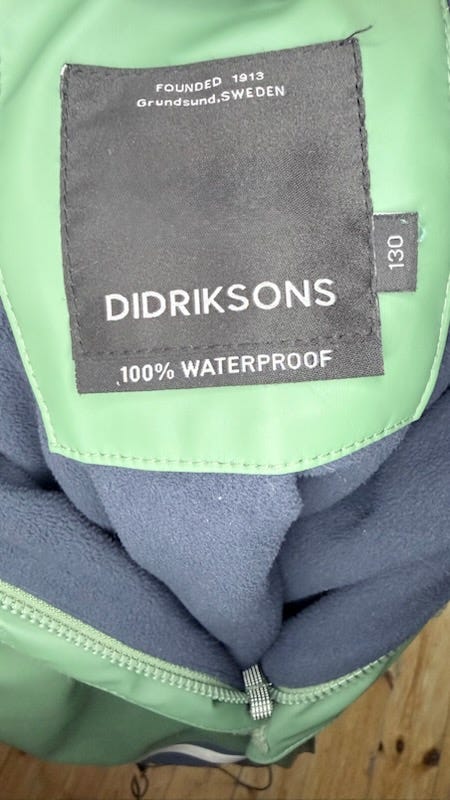 FOUNDED 1913
Grundsund,SWEDEN
130
DIDRIKSONS
100% WATERPROOF